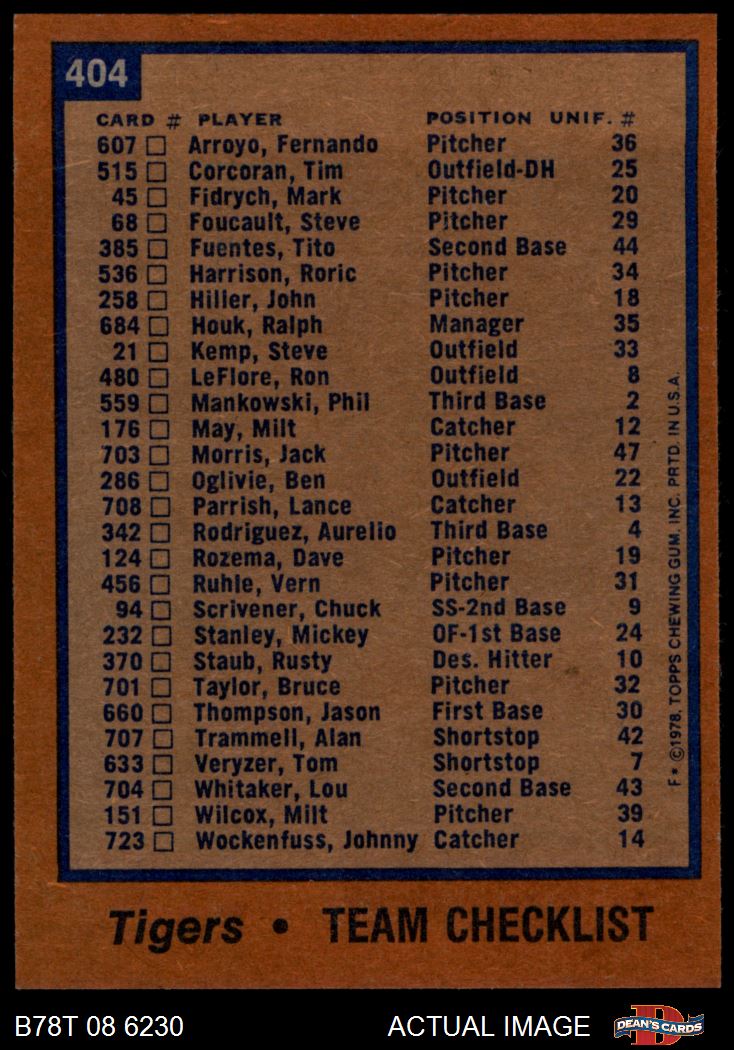 404
CARD # PLAYER POSITION UNIF. #
607 Arroyo, Fernando Pitcher 36
515 Corcoran, Tim Outfield-DH 25
45 Fidrych, Mark Pitcher 20
68 Foucault, Steve Pitcher 29
385 Fuentes, Tito Second Base 44
536 Harrison, Roric Pitcher 34
258 Hiller, John Pitcher 18
684 Houk, Ralph Manager 35
21 Kemp, Steve Outfield 33
480 LeFlore, Ron Outfield 8
559 Mankowski, Phil Third Base 2
176 May, Milt Catcher 12
703 Morris, Jack Pitcher 47
286 Oglivie, Ben Outfield 22
708 Parrish, Lance Catcher 13
342 Rodriguez, Aurelio Third Base 4
124 Rozema, Dave Pitcher 19
456 Ruhle, Vern Pitcher 31
94 Scrivener, Chuck SS-2nd Base 9
232 Stanley, Mickey OF-1st Base 24
370 Staub, Rusty Des. Hitter 10
701 Taylor, Bruce Pitcher 32
660 Thompson, Jason First Base 30
707 Trammell, Alan Shortstop 42
633 Veryzer, Tom Shortstop 7
704 Whitaker, Lou Second Base 43
151 Wilcox, Milt Pitcher 39
723 Wockenfuss, Johnny Catcher 14
F* ©1978. TOPPS CHEWING GUM, INC. PRTD. IN U.S.A.
Tigers • TEAM CHECKLIST
B78T 08 6230 ACTUAL IMAGE
D
DEAN'S CARDS